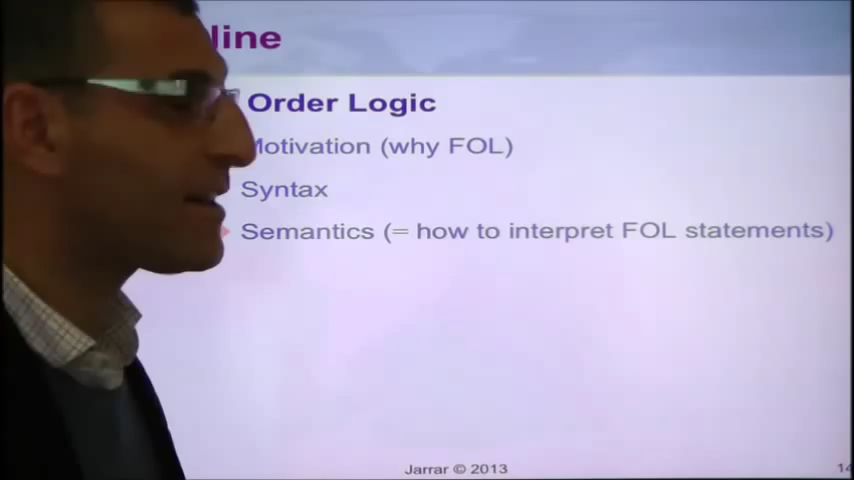 line
Order Logic
Motivation (why FOL)
Syntax
Semantics (= how to interpret FOL statements)
Jarrar © 2013
14